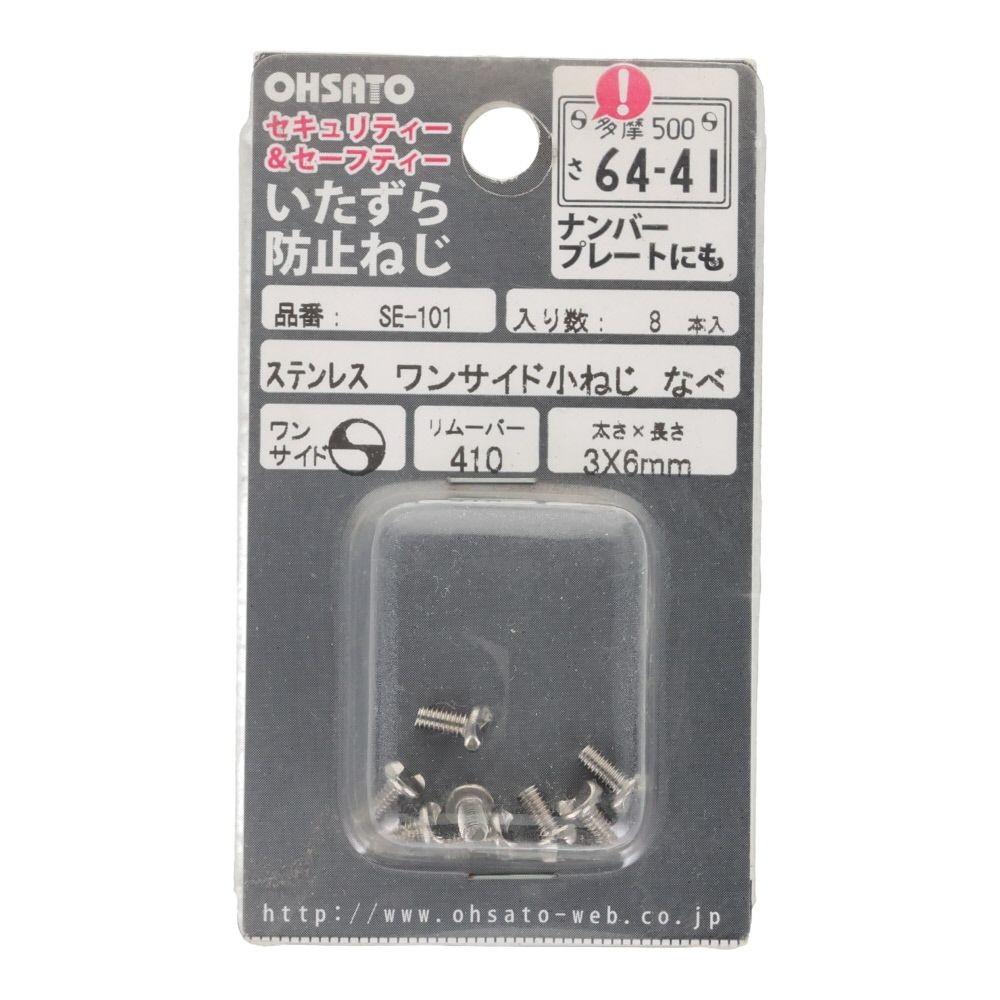 OHSATO
セキュリティー
&セーフティー
いたずら
防止ねじ
!
多摩 500
さ 64-41
ナンバー
プレートにも
品番: SE-101
入り数: 8 本入
ステンレス ワンサイド小ねじ なべ
ワン
サイド
リムーバー
410
太さ×長さ
3X6mm
http://www.ohsato-web.co.jp